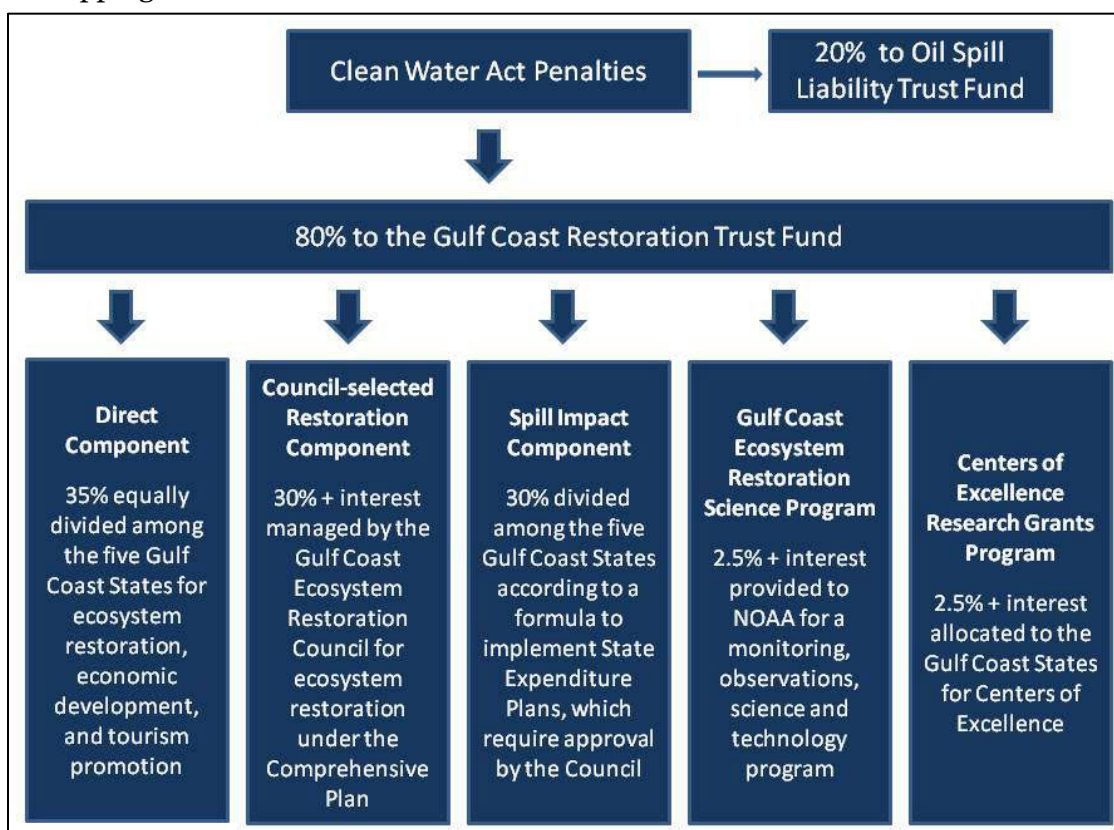 Clean Water Act Penalties
20%  to Oil Spill
Liability Trust Fund
80% to the Gulf Coast Restoration Trust Fund
Direct
Component
35% equally
divided among
the five Gulf
Coast States for
ecosystem
restoration,
economic
development,
and tourism
promotion
Council-selected
Restoration
Component
30% + interest
managed by the
Gulf Coast
Ecosystem
Restoration
Council for
ecosystem
restoration
under the
Comprehensive
Plan
Spill Impact
Component
30% divided
among the five
Gulf Coast States
according to a
formula to
implement State
Expenditure
Plans, which
require approval
by the Council
Gulf Coast
Ecosystem
Restoration
Science Program
2.5% + interest
provided to
NOAA for a
monitoring,
observations,
science and
technology
program
Centers of
Excellence
Research Grants
Program
2.5% + interest
allocated to the
Gulf Coast States
for Centers of
Excellence